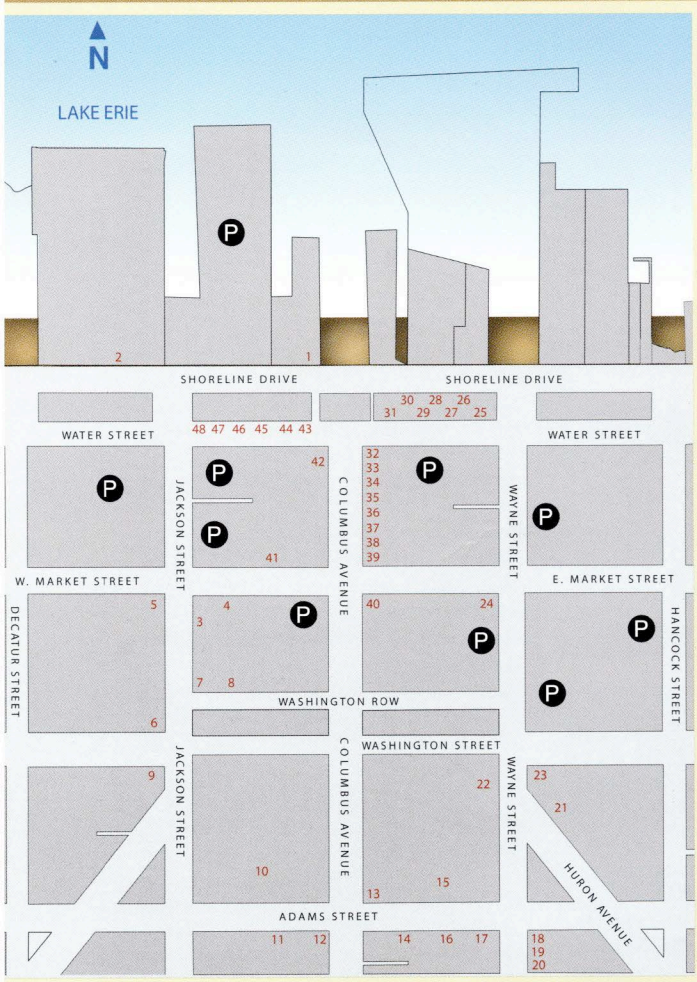 N
LAKE ERIE
P
2
1
SHORELINE DRIVE
SHORELINE DRIVE
30 28 26
31 29 27 25
48 47 46 45 44 43
WATER STREET
WATER STREET
32
33
34
35
36
37
38
39
42
P
P
P
P
P
JACKSON STREET
COLUMBUS AVENUE
WAYNE STREET
41
W. MARKET STREET
E. MARKET STREET
5
4
3
P
40
24
P
P
P
DECATUR STREET
HANCOCK STREET
7 8
6
WASHINGTON ROW
WASHINGTON STREET
JACKSON STREET
COLUMBUS AVENUE
WAYNE STREET
9
22
23
21
10
15
13
HURON AVENUE
ADAMS STREET
11 12
14 16 17
18
19
20